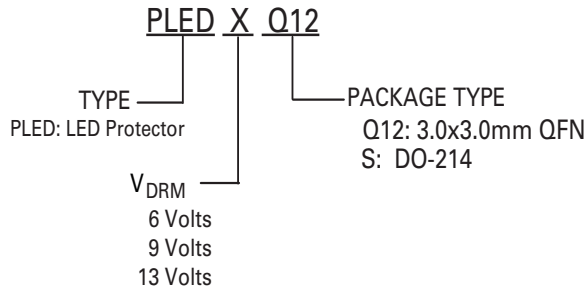 PLED X Q12
TYPE
PLED: LED Protector
PACKAGE TYPE
Q12: 3.0x3.0mm QFN
S: DO-214
VDRM
6 Volts
9 Volts
13 Volts